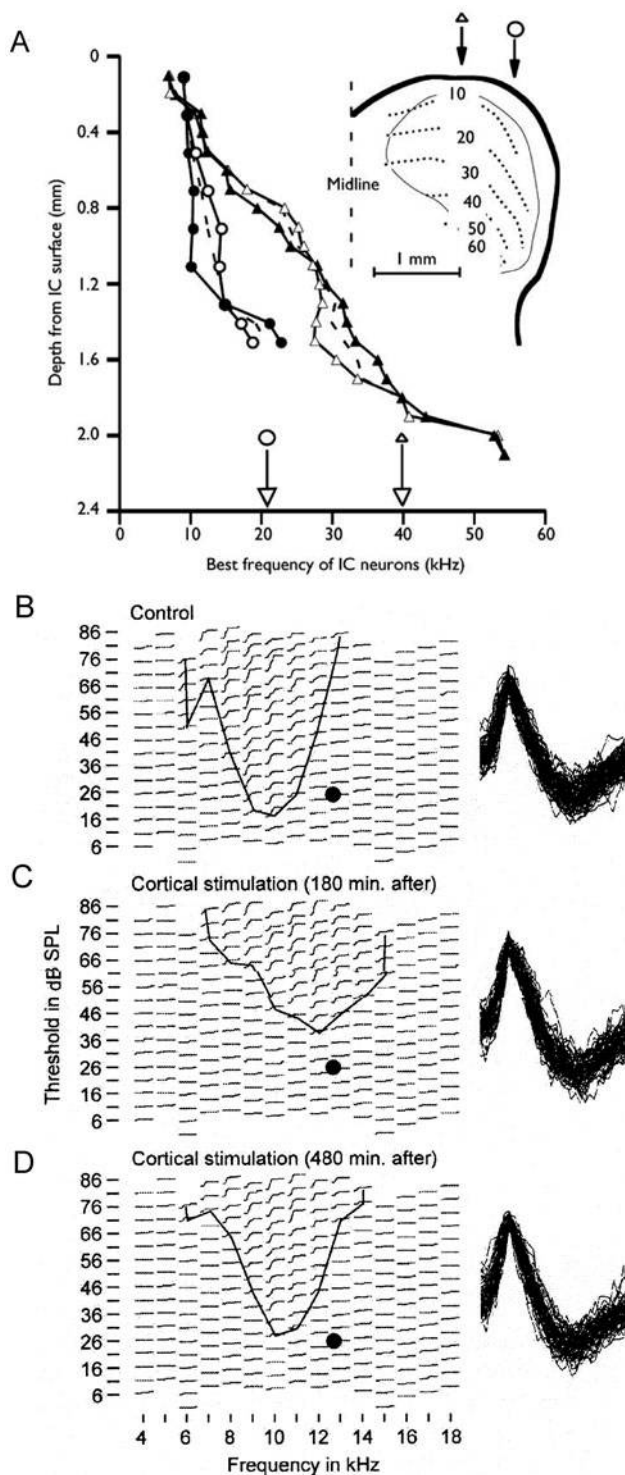 A
0
0.4
0.8
1.2
1.6
2.0
2.4
Depth from IC surface (mm)
0 10 20 30 40 50 60
Best frequency of IC neurons (kHz)
10
20
30
40
50
60
Midline
1 mm
B
Control
86
76
66
56
46
36
26
16
6
C
Cortical stimulation (180 min. after)
86
76
66
56
46
36
26
16
6
Threshold in dB SPL
D
Cortical stimulation (480 min. after)
86
76
66
56
46
36
26
16
6
4 6 8 10 12 14 16 18
Frequency in kHz